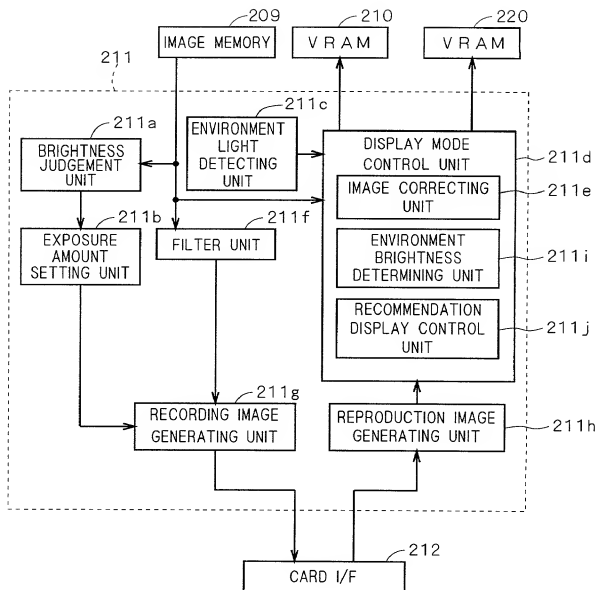 209
IMAGE MEMORY
210
VRAM
220
VRAM
211
211a
BRIGHTNESS
JUDGEMENT
UNIT
211c
ENVIRONMENT
LIGHT
DETECTING
UNIT
DISPLAY MODE
CONTROL UNIT
211d
IMAGE CORRECTING
UNIT
211e
211b
EXPOSURE
AMOUNT
SETTING UNIT
211f
FILTER UNIT
ENVIRONMENT
BRIGHTNESS
DETERMINING UNIT
211i
RECOMMENDATION
DISPLAY CONTROL
UNIT
211j
211g
RECORDING IMAGE
GENERATING UNIT
REPRODUCTION IMAGE
GENERATING UNIT
211h
212
CARD I/F